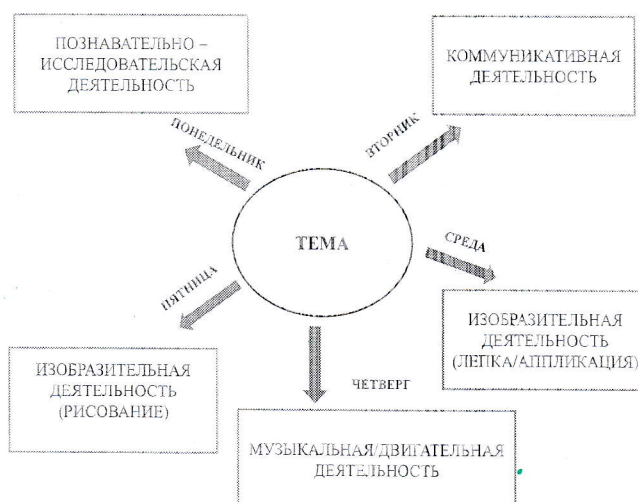 ПОЗНАВАТЕЛЬНО –
ИССЛЕДОВАТЕЛЬСКАЯ
ДЕЯТЕЛЬНОСТЬ
КОММУНИКАТИВНАЯ
ДЕЯТЕЛЬНОСТЬ
ПОНЕДЕЛЬНИК
ВТОРНИК
ТЕМА
СРЕДА
ПЯТНИЦА
ИЗОБРАЗИТЕЛЬНАЯ
ДЕЯТЕЛЬНОСТЬ
(ЛЕПКА/АППЛИКАЦИЯ)
ИЗОБРАЗИТЕЛЬНАЯ
ДЕЯТЕЛЬНОСТЬ
(РИСОВАНИЕ)
ЧЕТВЕРГ
МУЗЫКАЛЬНАЯ/ДВИГАТЕЛЬНАЯ
ДЕЯТЕЛЬНОСТЬ